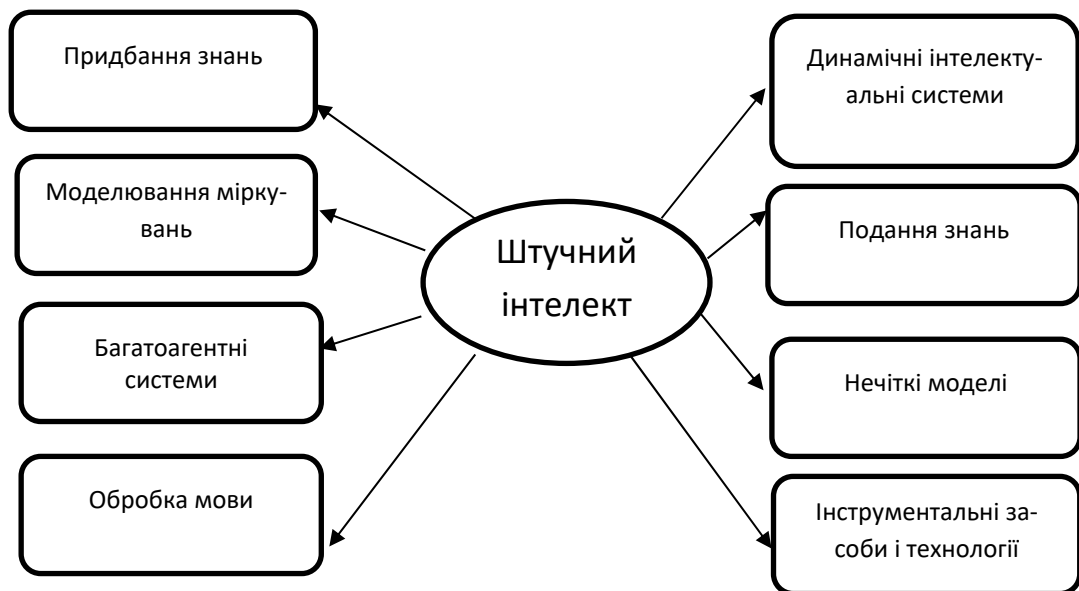 Придбання знань
Моделювання мірку-
вань
Багатоагентні
системи
Обробка мови
Штучний
інтелект
Динамічні інтелекту-
альні системи
Подання знань
Нечіткі моделі
Інструментальні за-
соби і технології